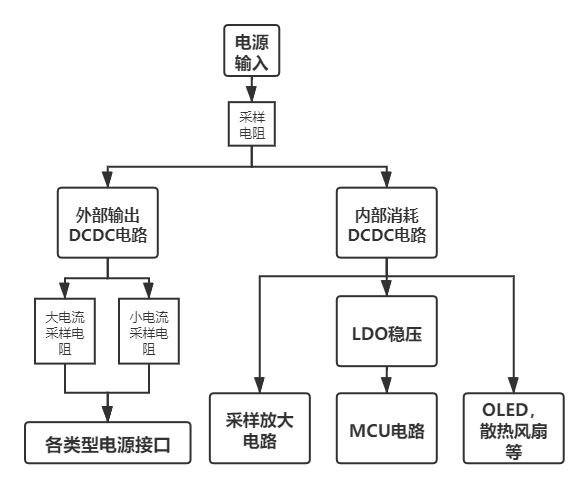 电源
输入
采样
电阻
外部输出
DCDC电路
内部消耗
DCDC电路
大电流
采样电
阻
小电流
采样电
阻
LDO稳压
各类型电源接口
采样放大
电路
MCU电路
OLED，
散热风扇
等